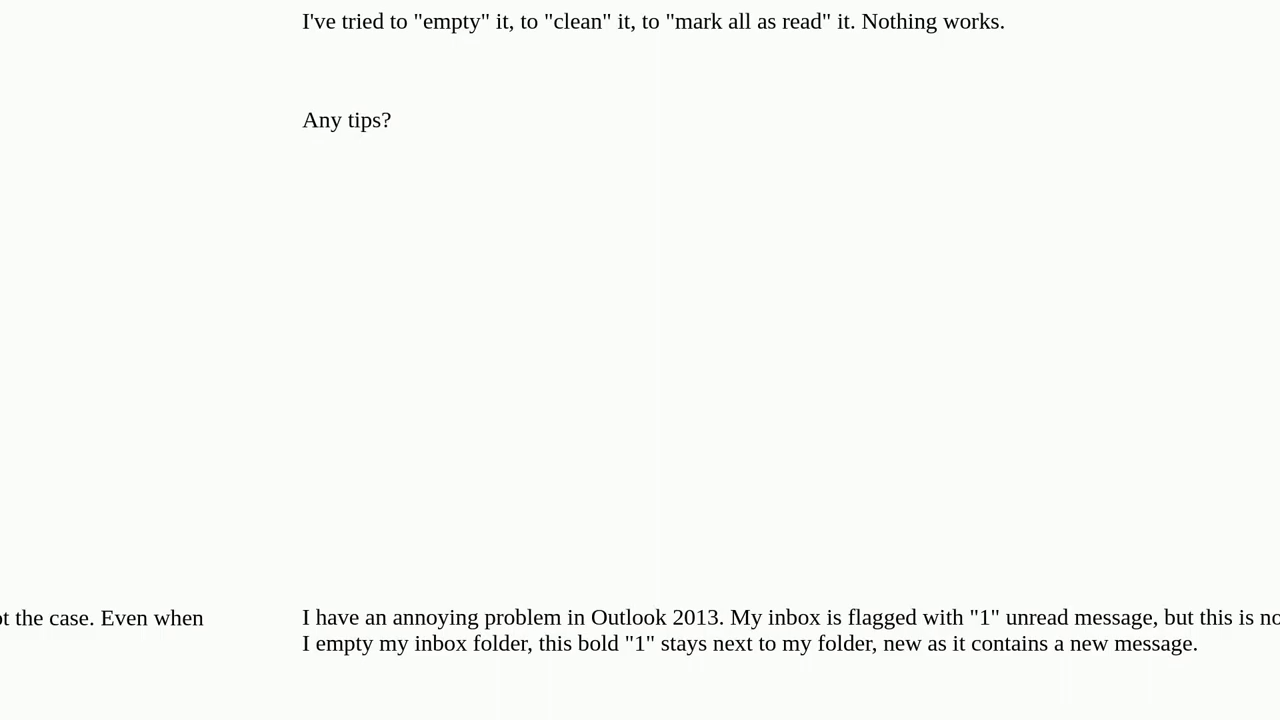 I've tried to "empty" it, to "clean" it, to "mark all as read" it. Nothing works.
Any tips?
ot the case. Even when
I have an annoying problem in Outlook 2013. My inbox is flagged with "1" unread message, but this is no
I empty my inbox folder, this bold "1" stays next to my folder, new as it contains a new message.